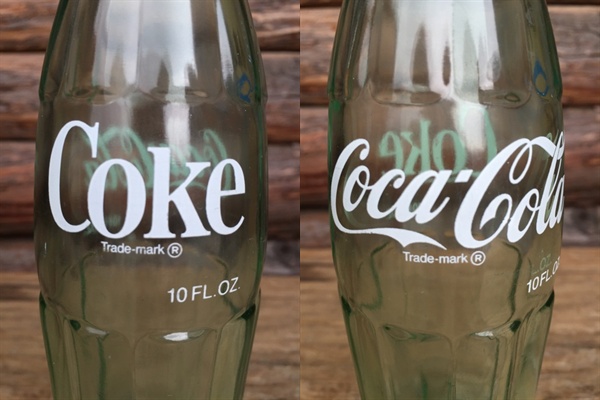 Coke
Trade-mark ®
10 FL. OZ.
Coca-Cola
Trade-mark ®
10 FL. OZ